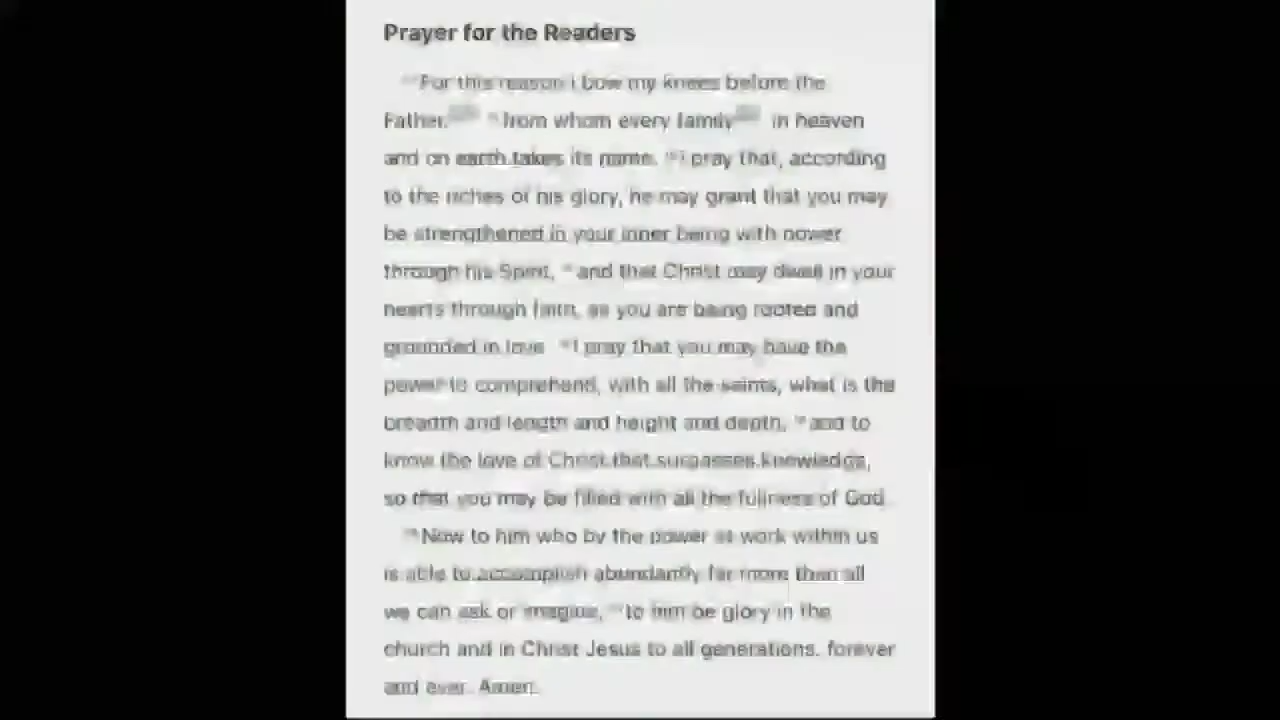 Prayer for the Readers
For this reason I bow my knees before the
Father, from whom every family in heaven
and on earth takes its name. I pray that, according
to the riches of his glory, he may grant that you may
be strengthened in your inner being with power
through his Spirit, and that Christ may dwell in your
hearts through faith, as you are being rooted and
grounded in love. I pray that you may have the
power to comprehend, with all the saints, what is the
breadth and length and height and depth, and to
know the love of Christ that surpasses knowledge,
so that you may be filled with all the fullness of God.
Now to him who by the power at work within us
is able to accomplish abundantly far more than all
we can ask or imagine, to him be glory in the
church and in Christ Jesus to all generations, forever
and ever. Amen.